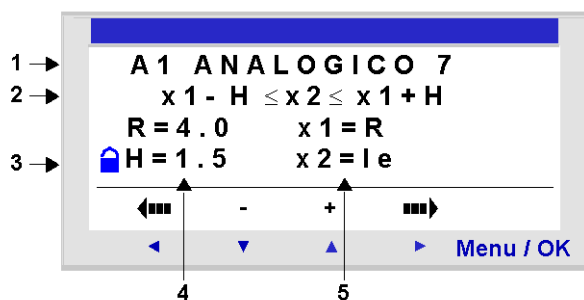 1
A1 ANALOGICO 7
2
x1- H ≤x2≤ x1+H
R=4.0 x1=R
3
H=1.5 x2=Ie
- +
Menu / OK
4 5